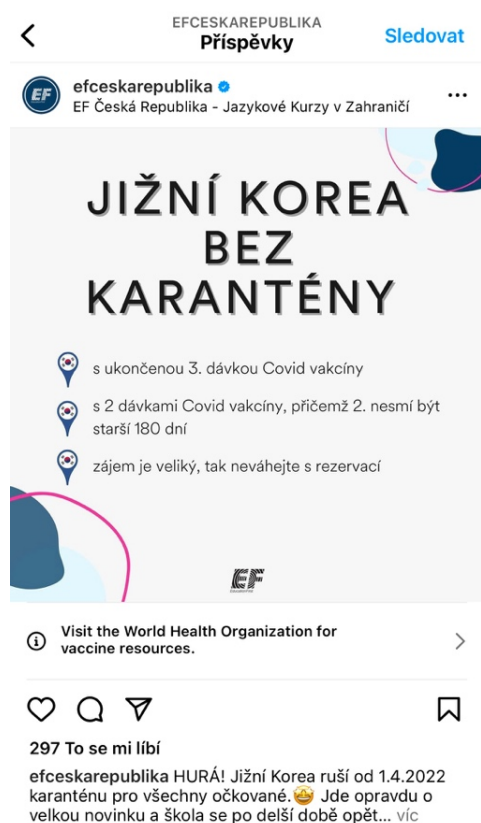 EFCESKAREPUBLIKA
Příspěvky
Sledovat
EF
efceskarepublika
EF Česká Republika - Jazykové Kurzy v Zahraničí
JIŽNÍ KOREA
BEZ
KARANTÉNY
s ukončenou 3. dávkou Covid vakcíny
s 2 dávkami Covid vakcíny, přičemž 2. nesmí být
starší 180 dní
zájem je veliký, tak neváhejte s rezervací
EF
Visit the World Health Organization for
vaccine resources.
297 To se mi líbí
efceskarepublika HURÁ! Jižní Korea ruší od 1.4.2022
karanténu pro všechny očkované.🤩 Jde opravdu o
velkou novinku a škola se po delší době opět... víc